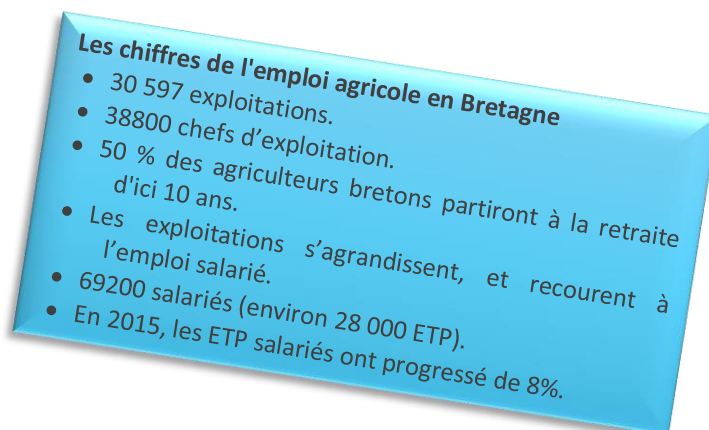 Les chiffres de l'emploi agricole en Bretagne
• 30 597 exploitations.
• 38800 chefs d’exploitation.
• 50 % des agriculteurs bretons partiront à la retraite
d'ici 10 ans.
• Les exploitations s’agrandissent, et recourent à
l’emploi salarié.
• 69200 salariés (environ 28 000 ETP).
• En 2015, les ETP salariés ont progressé de 8%.